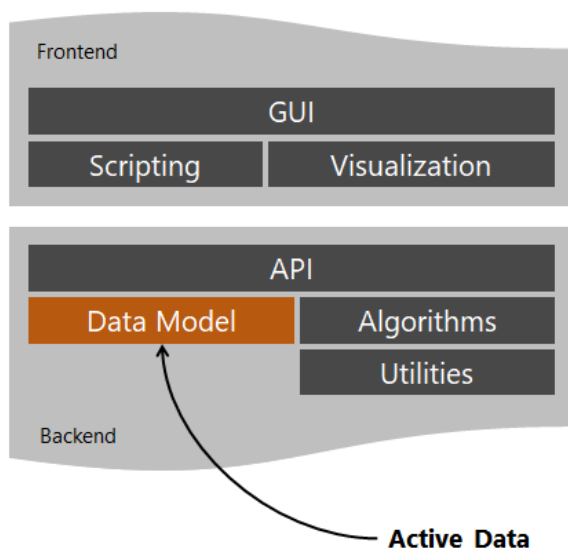 Frontend
GUI
Scripting Visualization
API
Data Model Algorithms
Utilities
Backend
Active Data